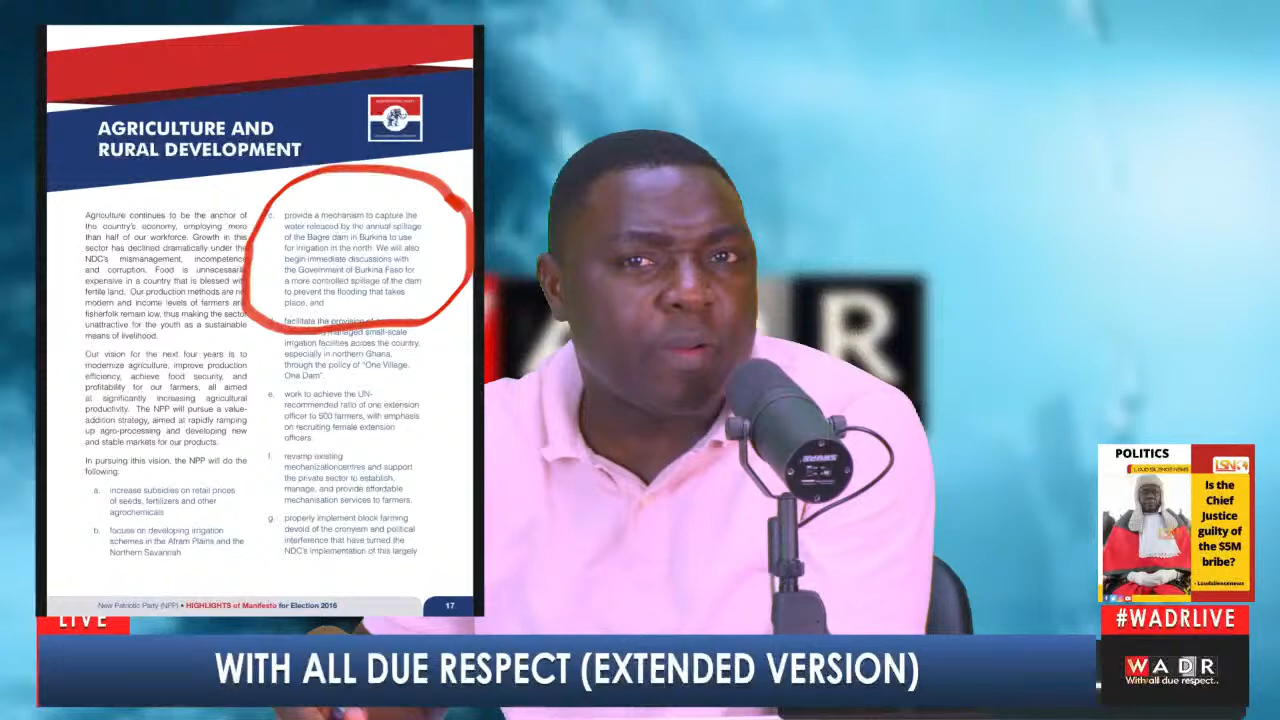 AGRICULTURE AND
RURAL DEVELOPMENT
Agriculture continues to be the anchor of
the country's economy, employing more
than half of our workforce. Growth in this
sector has declined dramatically under the
NDC's mismanagement, incompetence
and corruption. Food is unnecessarily
expensive in a country that is blessed with
fertile land. Our production methods are not
modern and income levels of farmers and
fisherfolk remain low, thus making the sector
unattractive for the youth as a sustainable
means of livelihood.
Our vision for the next four years is to
modernize agriculture, improve production
efficiency, achieve food security, and
profitability for our farmers, all aimed
at significantly increasing agricultural
productivity. The NPP will pursue a value-
addition strategy, aimed at rapidly ramping
up agro-processing and developing new
and stable markets for our products.
In pursuing this vision, the NPP will do the
following:
a. increase subsidies on retail prices
of seeds, fertilizers and other
agrochemicals
b. focus on developing irrigation
schemes in the Afram Plains and the
Northern Savannah
c. provide a mechanism to capture the
water released by the annual spillage
of the Bagre dam in Burkina to use
for irrigation in the north. We will also
begin immediate discussions with
the Government of Burkina Faso for
a more controlled spillage of the dam
to prevent the flooding that takes
place, and
facilitate the provision of
managed small-scale
irrigation facilities across the country,
especially in northern Ghana,
through the policy of "One Village,
One Dam".
e. work to achieve the UN-
recommended ratio of one extension
officer to 500 farmers, with emphasis
on recruiting female extension
officers.
f. revamp existing
mechanizationcentres and support
the private sector to establish,
manage, and provide affordable
mechanisation services to farmers.
g. properly implement block farming
devoid of the cronyism and political
interference that have turned the
NDC's implementation of this largely
New Patriotic Party (NPP) • HIGHLIGHTS of Manifesto for Election 2016
17
LIVE
WITH ALL DUE RESPECT (EXTENDED VERSION)
POLITICS
LOUDSILENCE NEWS
LSN
Is the
Chief
Justice
guilty of
the $5M
bribe?
- Loudsilencenews
#WADRLIVE
WADR
With all due respect..